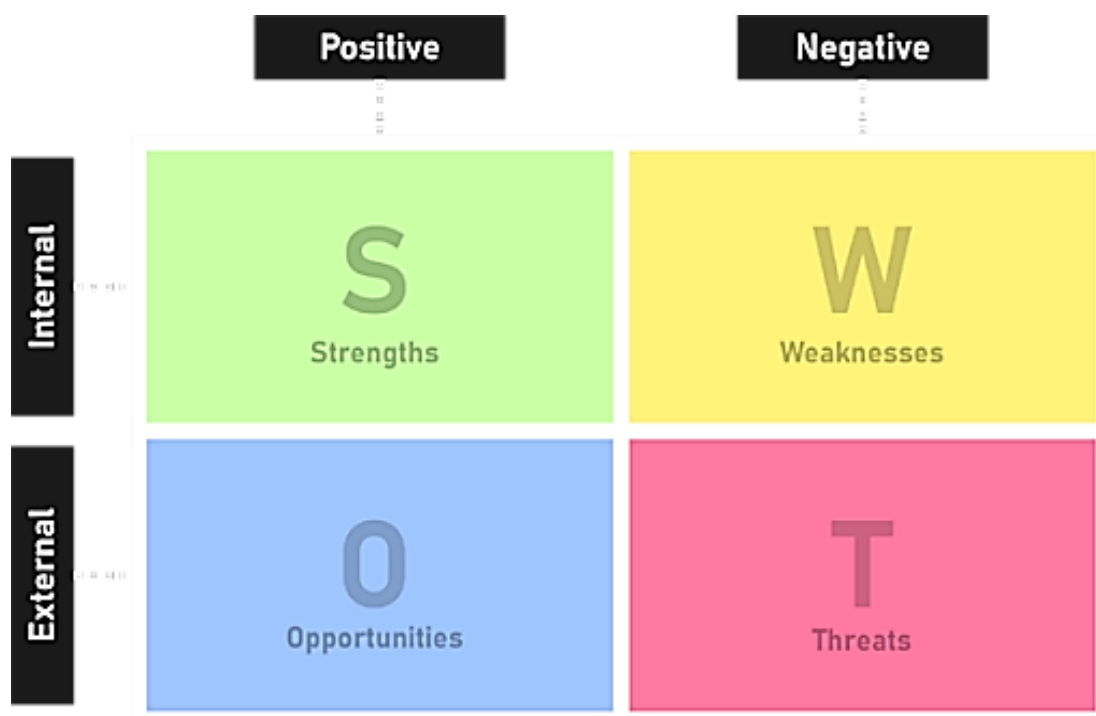 Positive
Negative
Internal
S
Strengths
W
Weaknesses
External
O
Opportunities
T
Threats